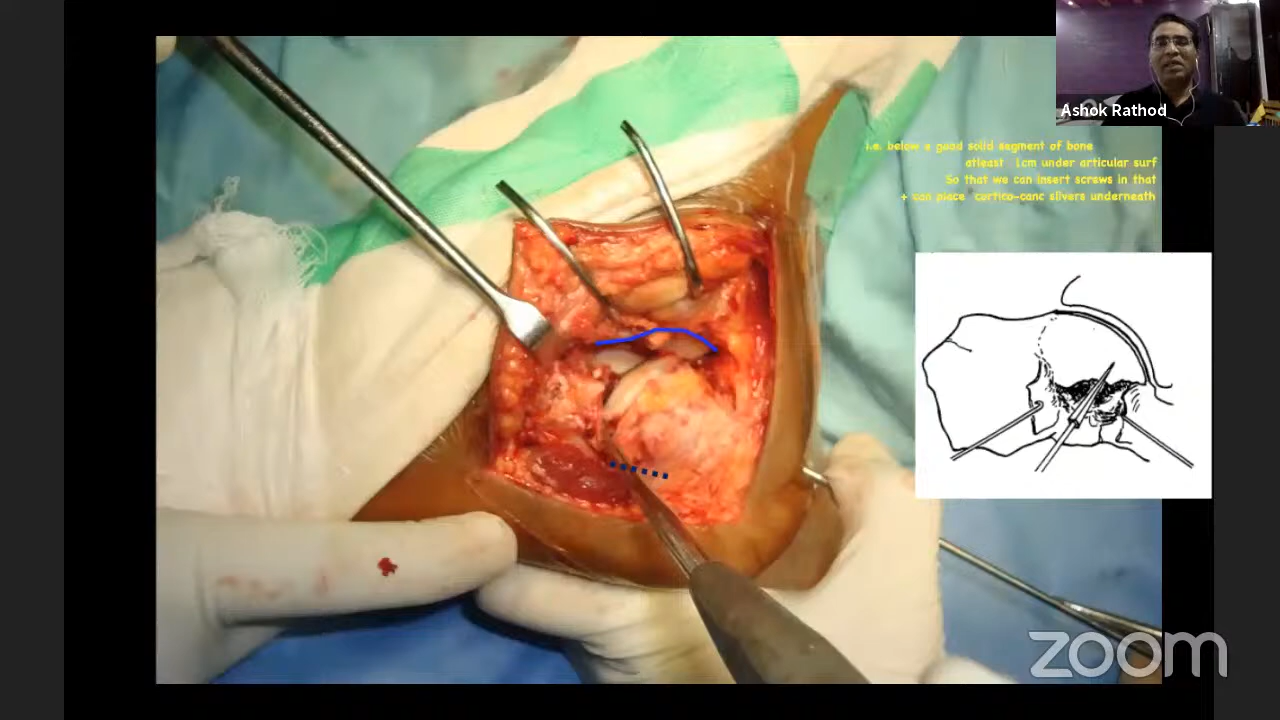 Ashok Rathod
i.e. below a good solid segment of bone
atleast 1cm under articular surf
So that we can insert screws in that
+ can place cortico-canc slivers underneath
zoom